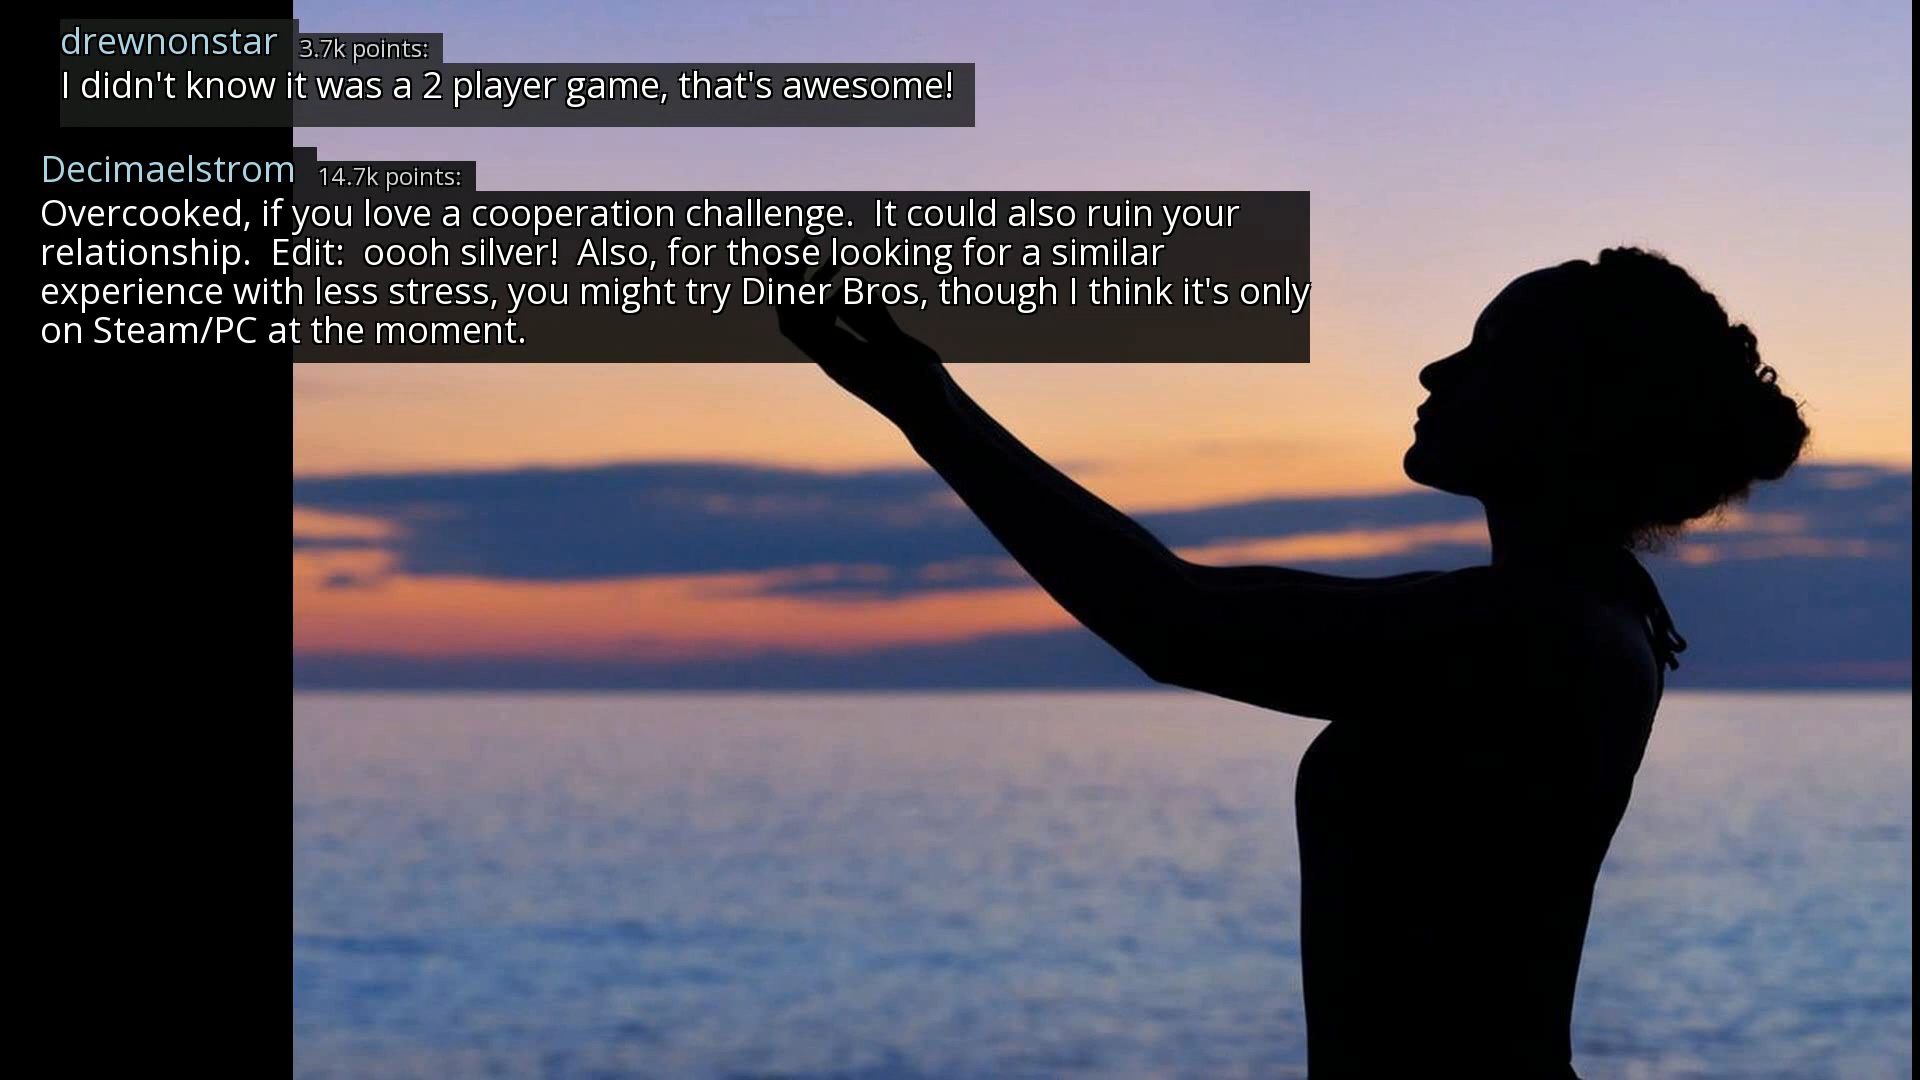 drewnonstar 3.7k points:
I didn't know it was a 2 player game, that's awesome!
Decimaelstrom 14.7k points:
Overcooked, if you love a cooperation challenge.  It could also ruin your
relationship.  Edit:  oooh silver!  Also, for those looking for a similar
experience with less stress, you might try Diner Bros, though I think it's only
on Steam/PC at the moment.